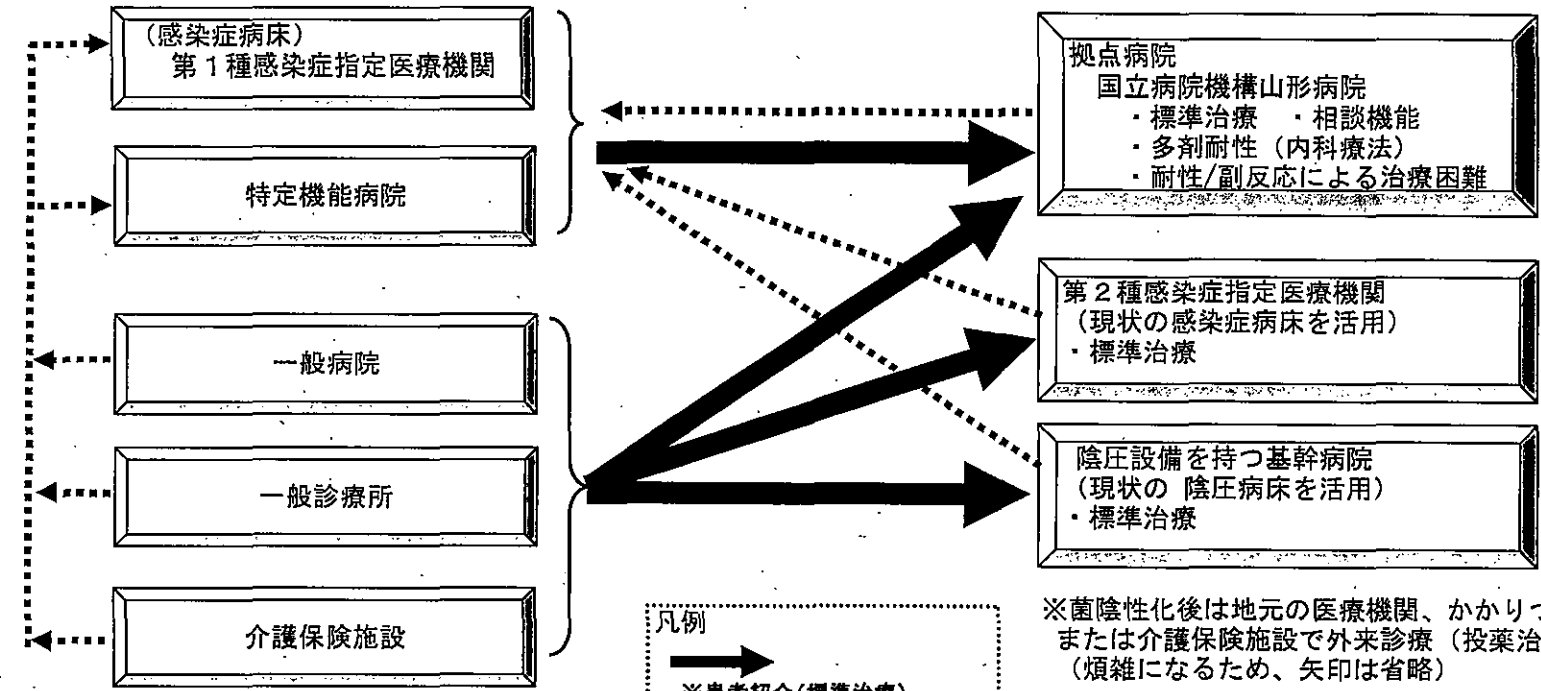 (感染症病床)
第1種感染症指定医療機関
特定機能病院
一般病院
一般診療所
介護保険施設
拠点病院
国立病院機構山形病院
・標準治療 ・相談機能
・多剤耐性(内科療法)
・耐性/副反応による治療困難
第2種感染症指定医療機関
(現状の感染症病床を活用)
・標準治療
陰圧設備を持つ基幹病院
(現状の 陰圧病床を活用)
・標準治療
凡例
※患者紹介(標準治療)
※菌陰性化後は地元の医療機関、かかりつ
または介護保険施設で外来診療(投薬治
(煩雑になるため、矢印は省略)